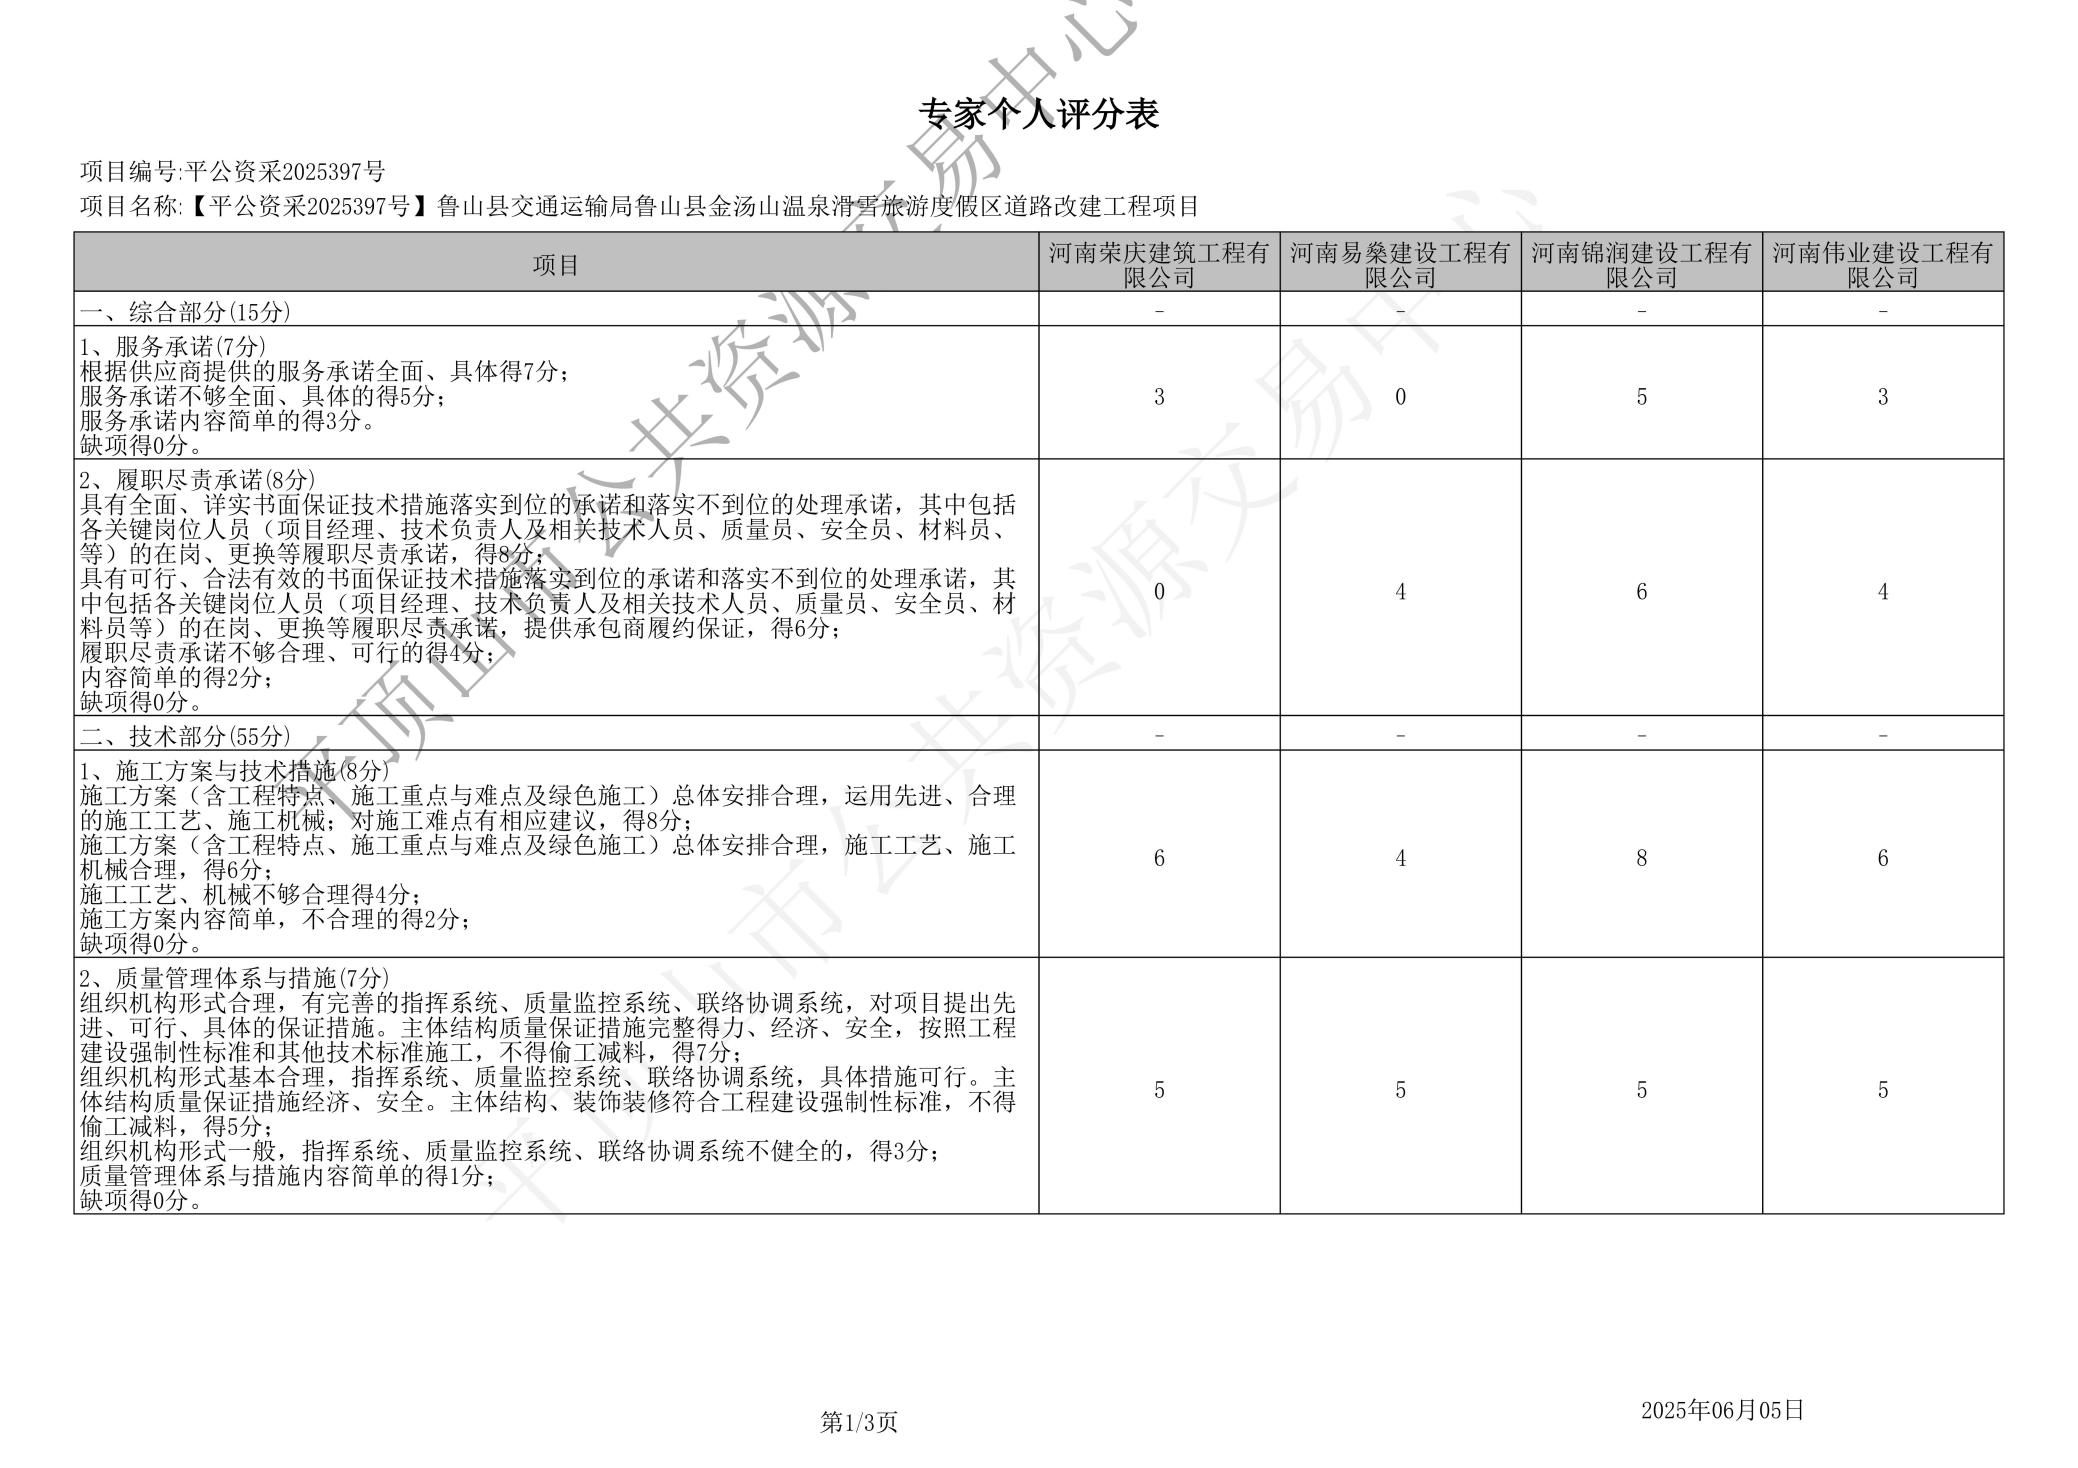 专家个人评分表
项目编号:平公资采2025397号
项目名称:【平公资采2025397号】鲁山县交通运输局鲁山县金汤山温泉滑雪旅游度假区道路改建工程项目
项目
河南荣庆建筑工程有
限公司
河南易燊建设工程有
限公司
河南锦润建设工程有
限公司
河南伟业建设工程有
限公司
一、综合部分(15分)
-
-
-
-
1、服务承诺(7分)
根据供应商提供的服务承诺全面、具体得7分；
服务承诺不够全面、具体的得5分；
服务承诺内容简单的得3分。
缺项得0分。
3
0
5
3
2、履职尽责承诺(8分)
具有全面、详实书面保证技术措施落实到位的承诺和落实不到位的处理承诺，其中包括
各关键岗位人员（项目经理、技术负责人及相关技术人员、质量员、安全员、材料员、
等）的在岗、更换等履职尽责承诺，得8分；
具有可行、合法有效的书面保证技术措施落实到位的承诺和落实不到位的处理承诺，其
中包括各关键岗位人员（项目经理、技术负责人及相关技术人员、质量员、安全员、材
料员等）的在岗、更换等履职尽责承诺，提供承包商履约保证，得6分；
履职尽责承诺不够合理、可行的得4分；
内容简单的得2分；
缺项得0分。
0
4
6
4
二、技术部分(55分)
-
-
-
-
1、施工方案与技术措施(8分)
施工方案（含工程特点、施工重点与难点及绿色施工）总体安排合理，运用先进、合理
的施工工艺、施工机械；对施工难点有相应建议，得8分；
施工方案（含工程特点、施工重点与难点及绿色施工）总体安排合理，施工工艺、施工
机械合理，得6分；
施工工艺、机械不够合理得4分；
施工方案内容简单，不合理的得2分；
缺项得0分。
6
4
8
6
2、质量管理体系与措施(7分)
组织机构形式合理，有完善的指挥系统、质量监控系统、联络协调系统，对项目提出先
进、可行、具体的保证措施。主体结构质量保证措施完整得力、经济、安全，按照工程
建设强制性标准和其他技术标准施工，不得偷工减料，得7分；
组织机构形式基本合理，指挥系统、质量监控系统、联络协调系统，具体措施可行。主
体结构质量保证措施经济、安全。主体结构、装饰装修符合工程建设强制性标准，不得
偷工减料，得5分；
组织机构形式一般，指挥系统、质量监控系统、联络协调系统不健全的，得3分；
质量管理体系与措施内容简单的得1分；
缺项得0分。
5
5
5
5
平顶山市公共资源交易中心
平顶山市公共资源交易中心
第1/3页
2025年06月05日